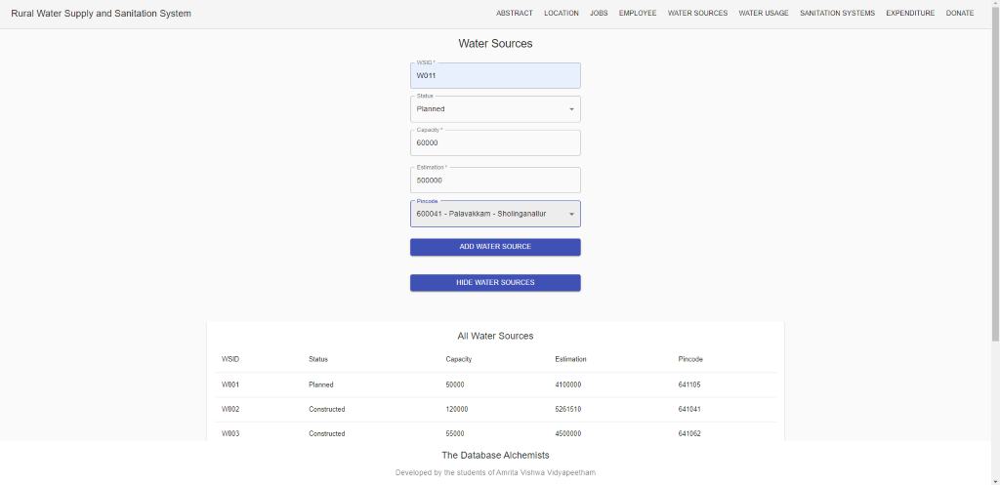 Rural Water Supply and Sanitation System ABSTRACT LOCATION JOBS EMPLOYEE WATER SOURCES WATER USAGE SANITATION SYSTEMS EXPENDITURE DONATE
Water Sources
WSID *
W011
Status
Planned
Capacity *
60000
Estimation *
500000
Pincode
600041 - Palavakkam - Sholinganallur
ADD WATER SOURCE
HIDE WATER SOURCES
All Water Sources
WSID Status Capacity Estimation Pincode
W001 Planned 50000 4100000 641105
W002 Constructed 120000 5261510 641041
W003 Constructed 55000 4500000 641062
The Database Alchemists
Developed by the students of Amrita Vishwa Vidyapeetham